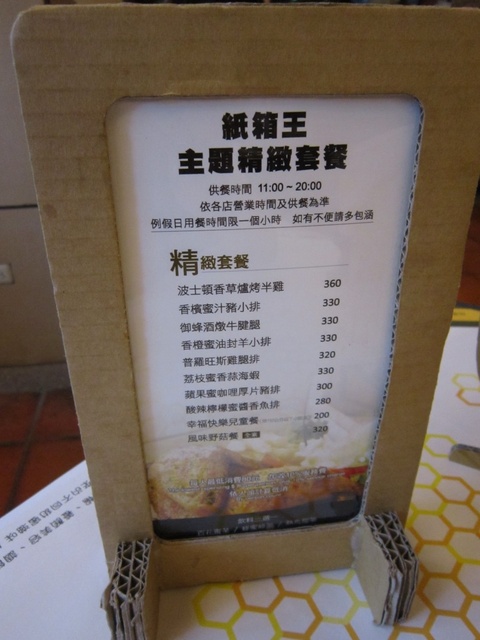 紙箱王
主題精緻套餐
供餐時間 11:00～20:00
依各店營業時間及供餐為準
例假日用餐時間限一個小時 如有不便請多包涵
精緻套餐
波士頓香草爐烤半雞 360
香檳蜜汁豬小排 330
御蜂酒燉牛腱腿 330
香橙蜜油封羊小排 330
普羅旺斯雞腿排 320
荔枝蜜香蒜海蝦 330
蘋果蜜咖哩厚片豬排 300
酸辣檸檬蜜醬香魚排 280
幸福快樂兒童餐 200
風味野菇餐 320